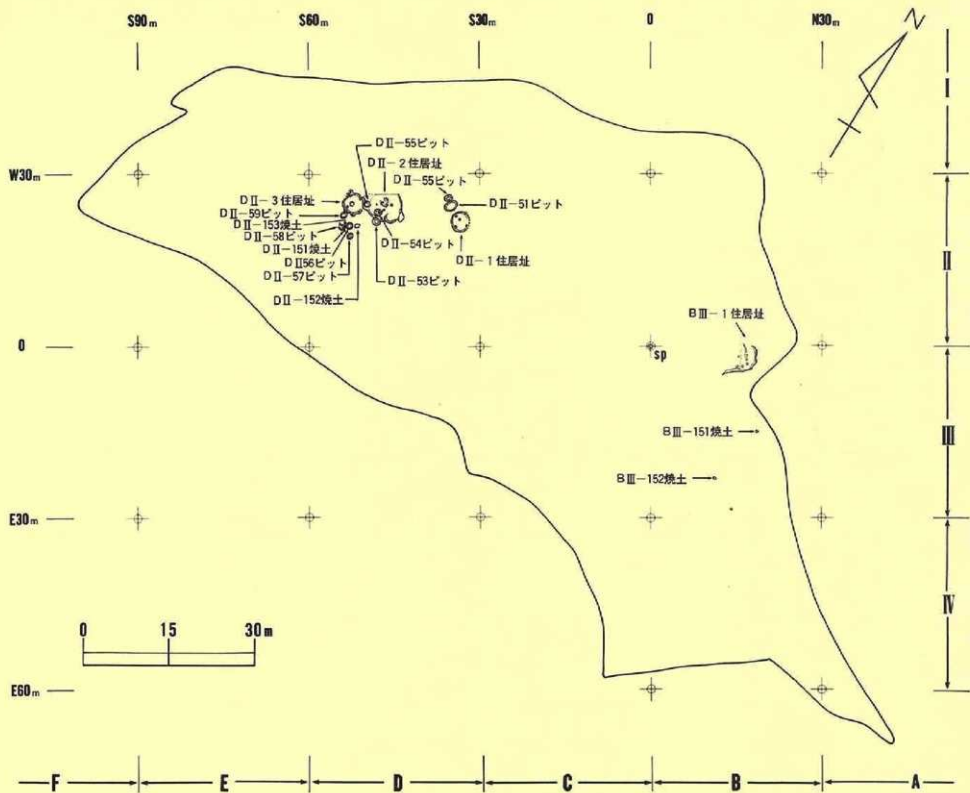 S90m
S60m
S30m
0
N30m
N
I
DⅡ-55ピット
DⅡ-2住居址
W30m
DⅡ-55ピット
DⅡ-3住居址
DⅡ-51ピット
DⅡ-59ピット
DⅡ-153焼土
DⅡ-58ピット
DⅡ-54ピット
DⅡ-151焼土
DⅡ56ピット
DⅡ-1住居址
Ⅱ
DⅡ-57ピット
DⅡ-53ピット
DⅡ-152焼土
BⅢ-1住居址
0
sp
BⅢ-151焼土
Ⅲ
BⅢ-152焼土
E30m
Ⅳ
0
15
30m
E60m
F
E
D
C
B
A